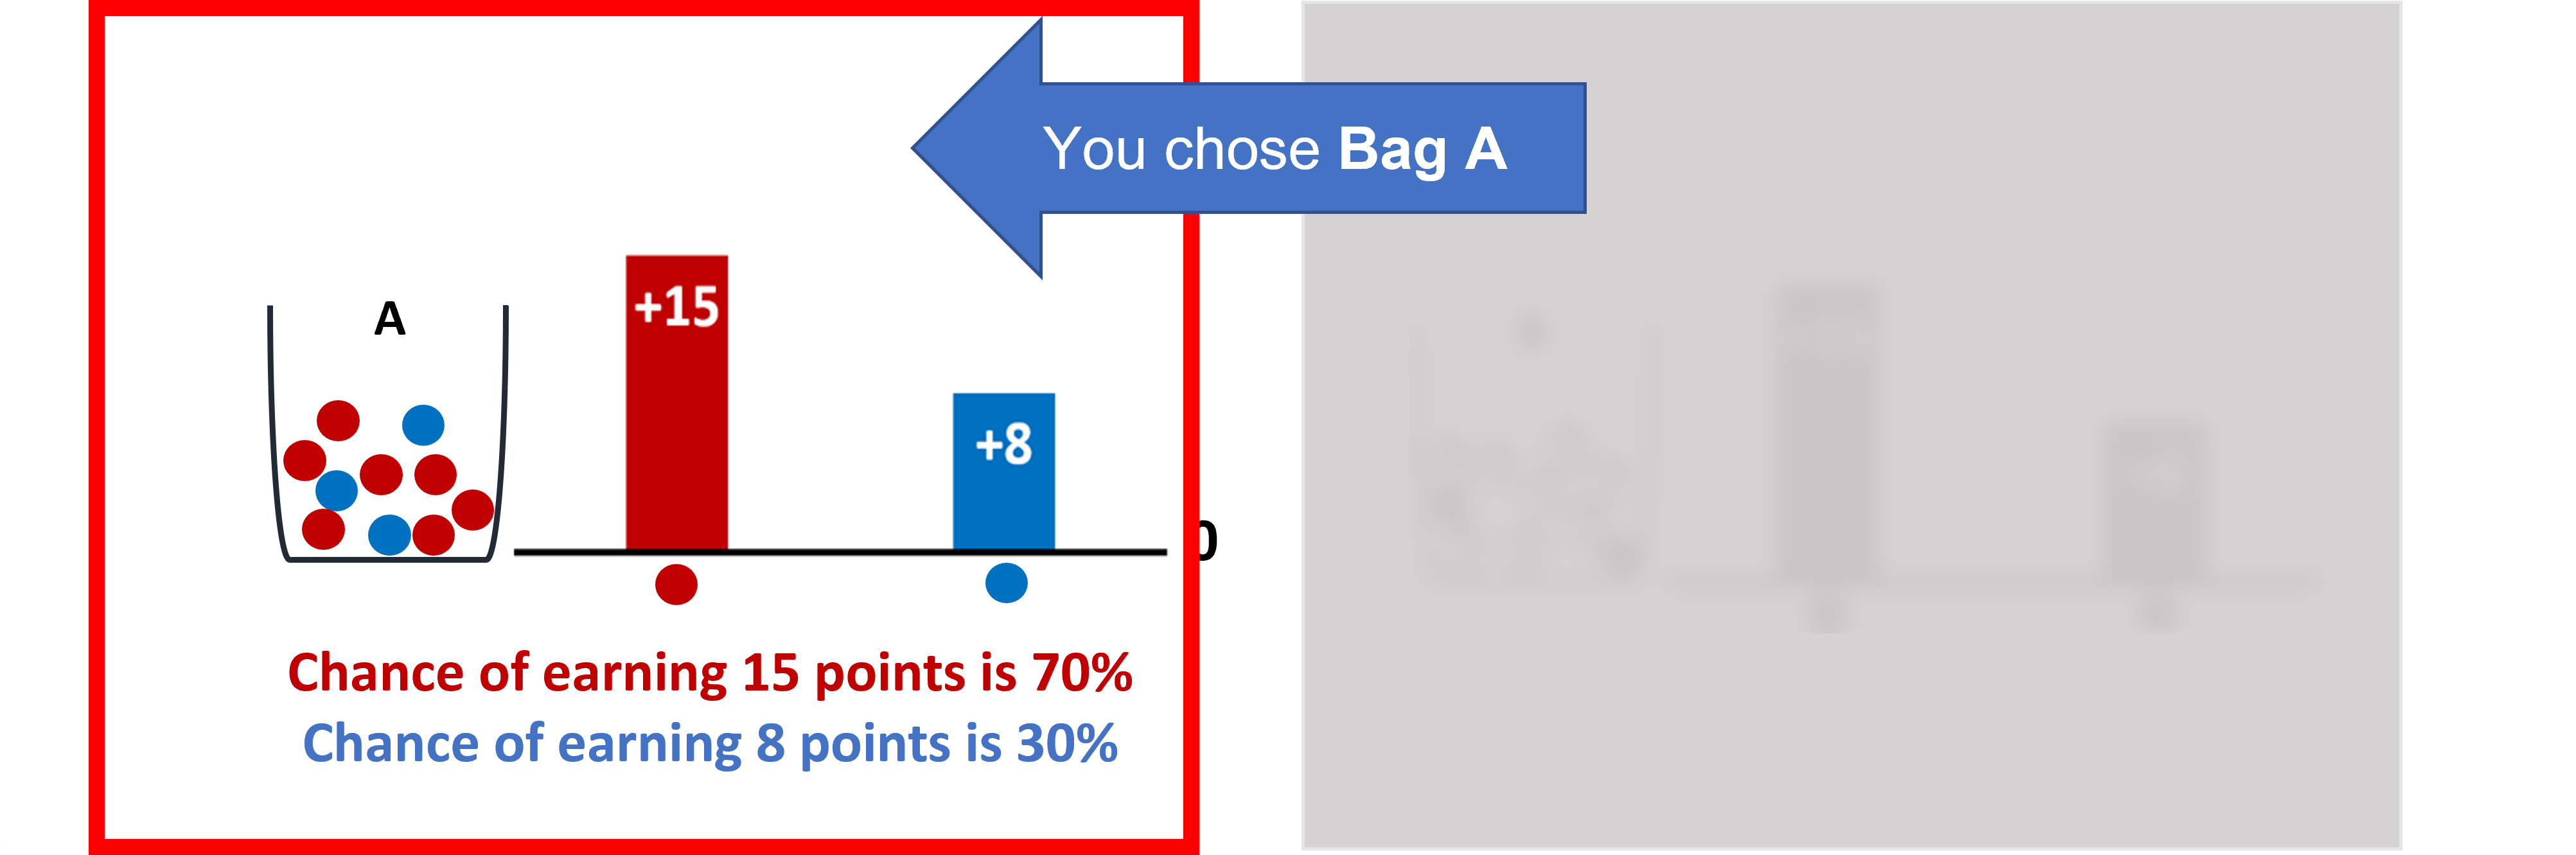 You chose Bag A
A
+15
+8
0
Chance of earning 15 points is 70%
Chance of earning 8 points is 30%